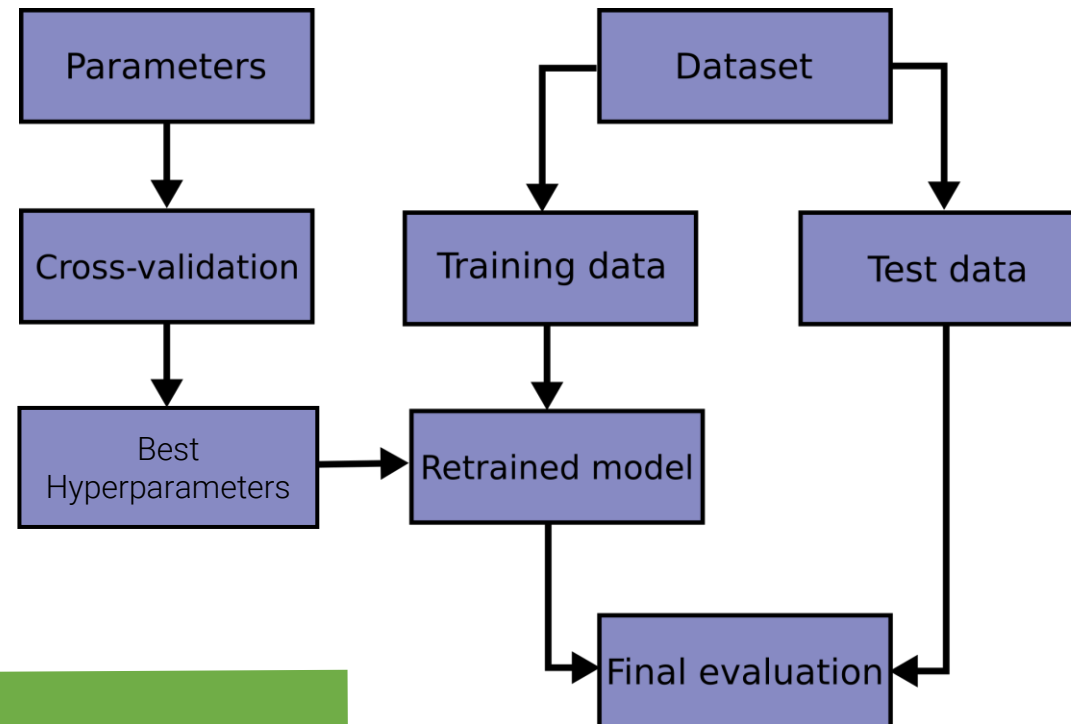 Parameters
Dataset
Cross-validation
Training data
Test data
Best
Hyperparameters
Retrained model
Final evaluation